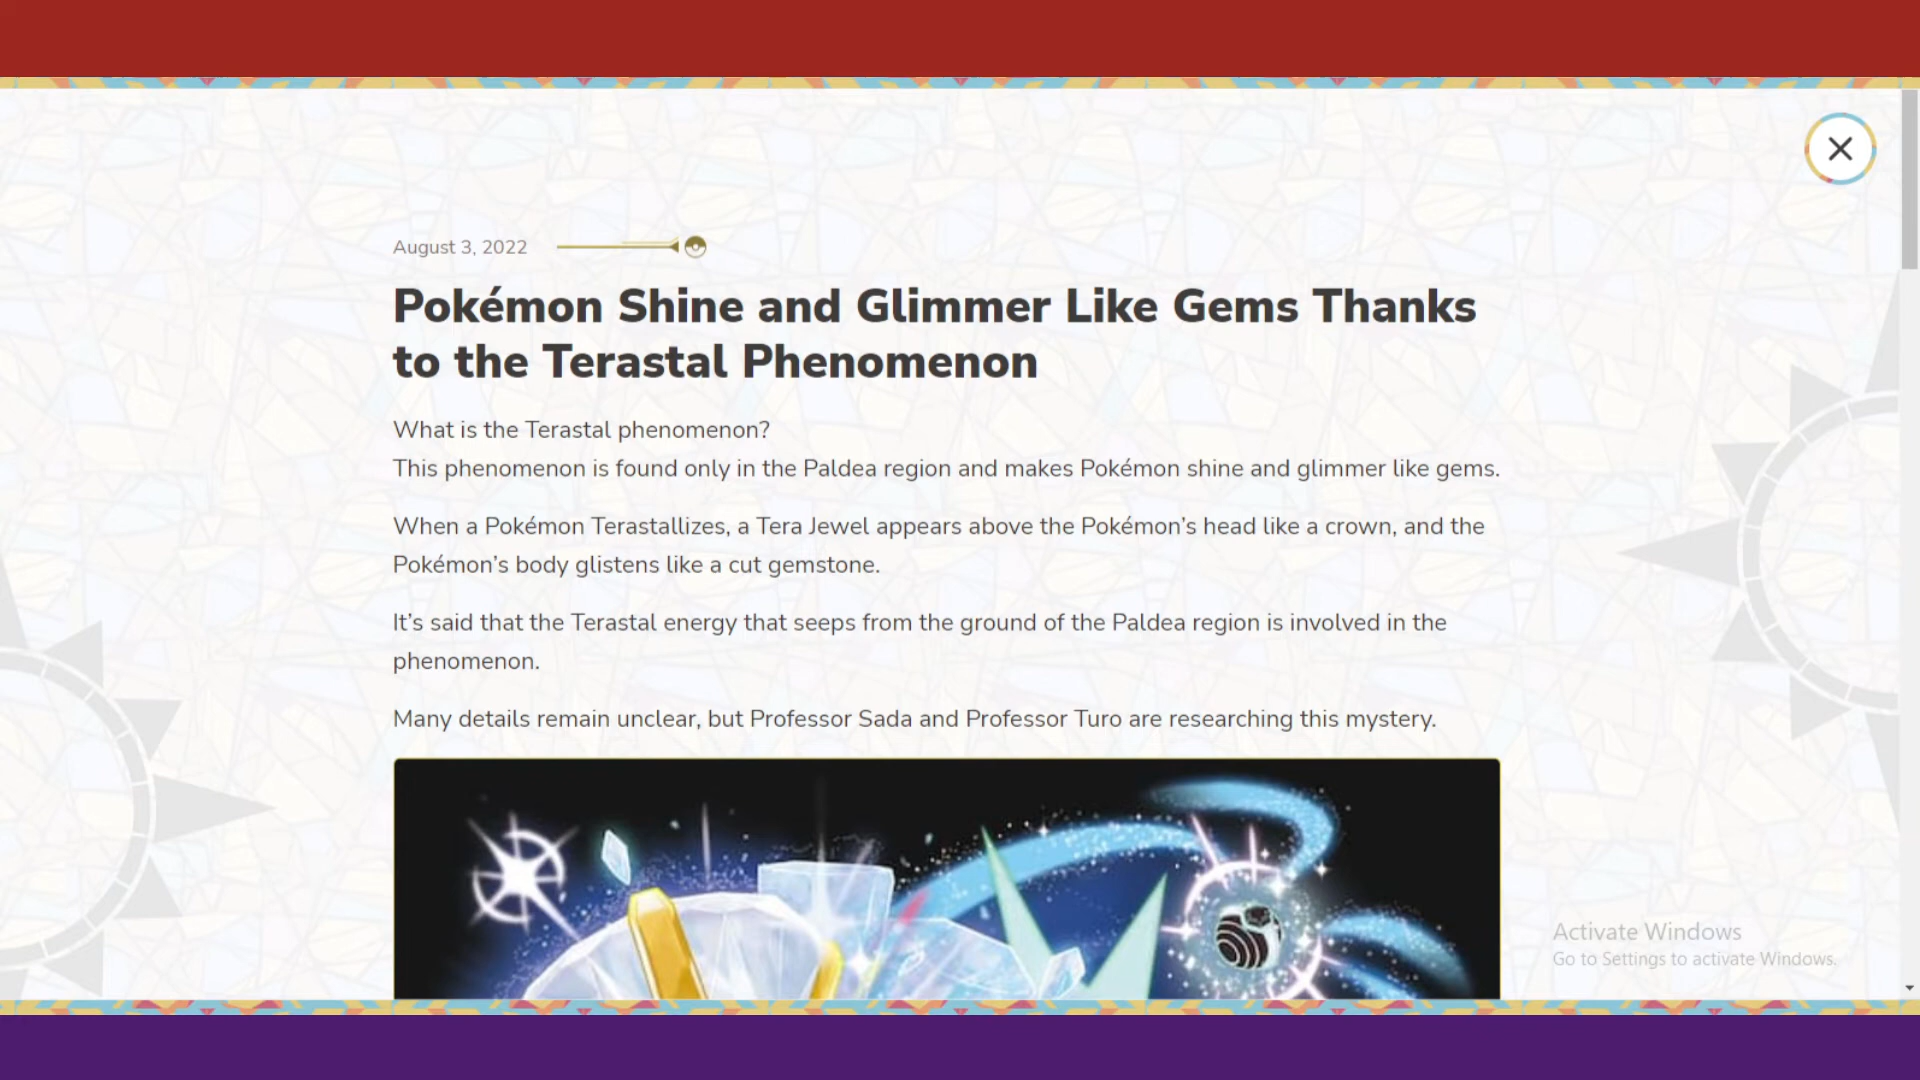 August 3, 2022
Pokémon Shine and Glimmer Like Gems Thanks
to the Terastal Phenomenon
What is the Terastal phenomenon?
This phenomenon is found only in the Paldea region and makes Pokémon shine and glimmer like gems.
When a Pokémon Terastallizes, a Tera Jewel appears above the Pokémon’s head like a crown, and the
Pokémon’s body glistens like a cut gemstone.
It’s said that the Terastal energy that seeps from the ground of the Paldea region is involved in the
phenomenon.
Many details remain unclear, but Professor Sada and Professor Turo are researching this mystery.
Activate Windows
Go to Settings to activate Windows.